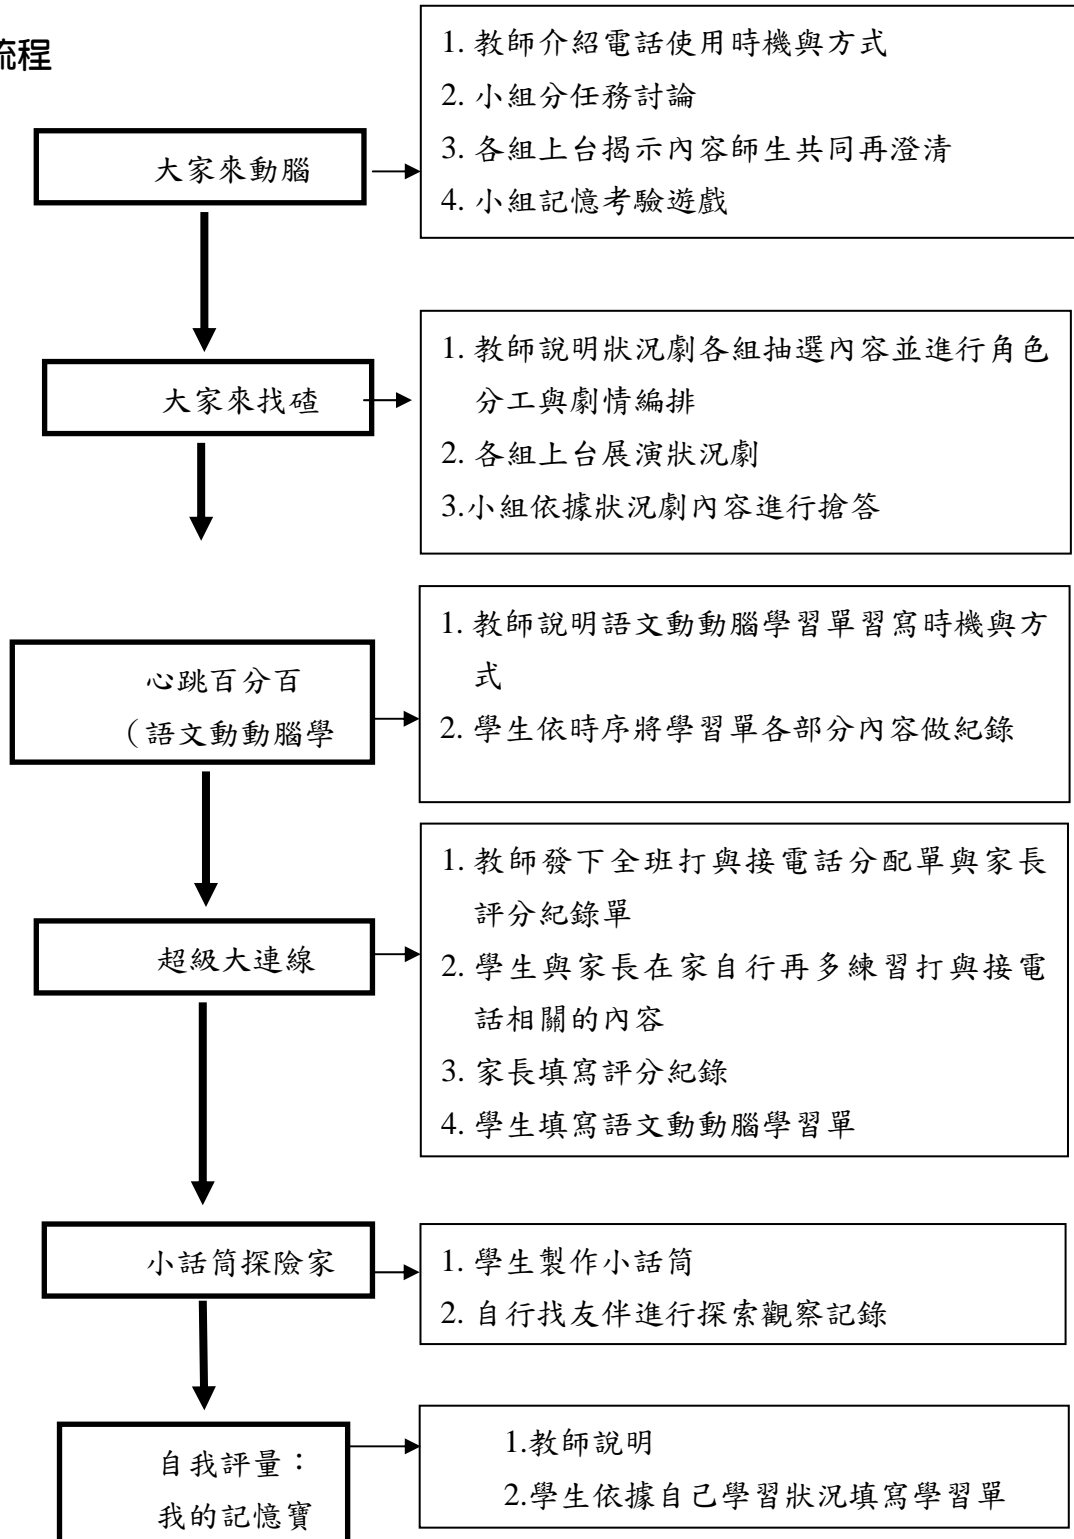 流程
大家來動腦
1. 教師介紹電話使用時機與方式
2. 小組分任務討論
3. 各組上台揭示內容師生共同再澄清
4. 小組記憶考驗遊戲
大家來找碴
1. 教師說明狀況劇各組抽選內容並進行角色
分工與劇情編排
2. 各組上台展演狀況劇
3.小組依據狀況劇內容進行搶答
心跳百分百
（語文動動腦學
1. 教師說明語文動動腦學習單習寫時機與方
式
2. 學生依時序將學習單各部分內容做紀錄
超級大連線
1. 教師發下全班打與接電話分配單與家長
評分紀錄單
2. 學生與家長在家自行再多練習打與接電
話相關的內容
3. 家長填寫評分紀錄
4. 學生填寫語文動動腦學習單
小話筒探險家
1. 學生製作小話筒
2. 自行找友伴進行探索觀察記錄
自我評量：
我的記憶寶
1.教師說明
2.學生依據自己學習狀況填寫學習單